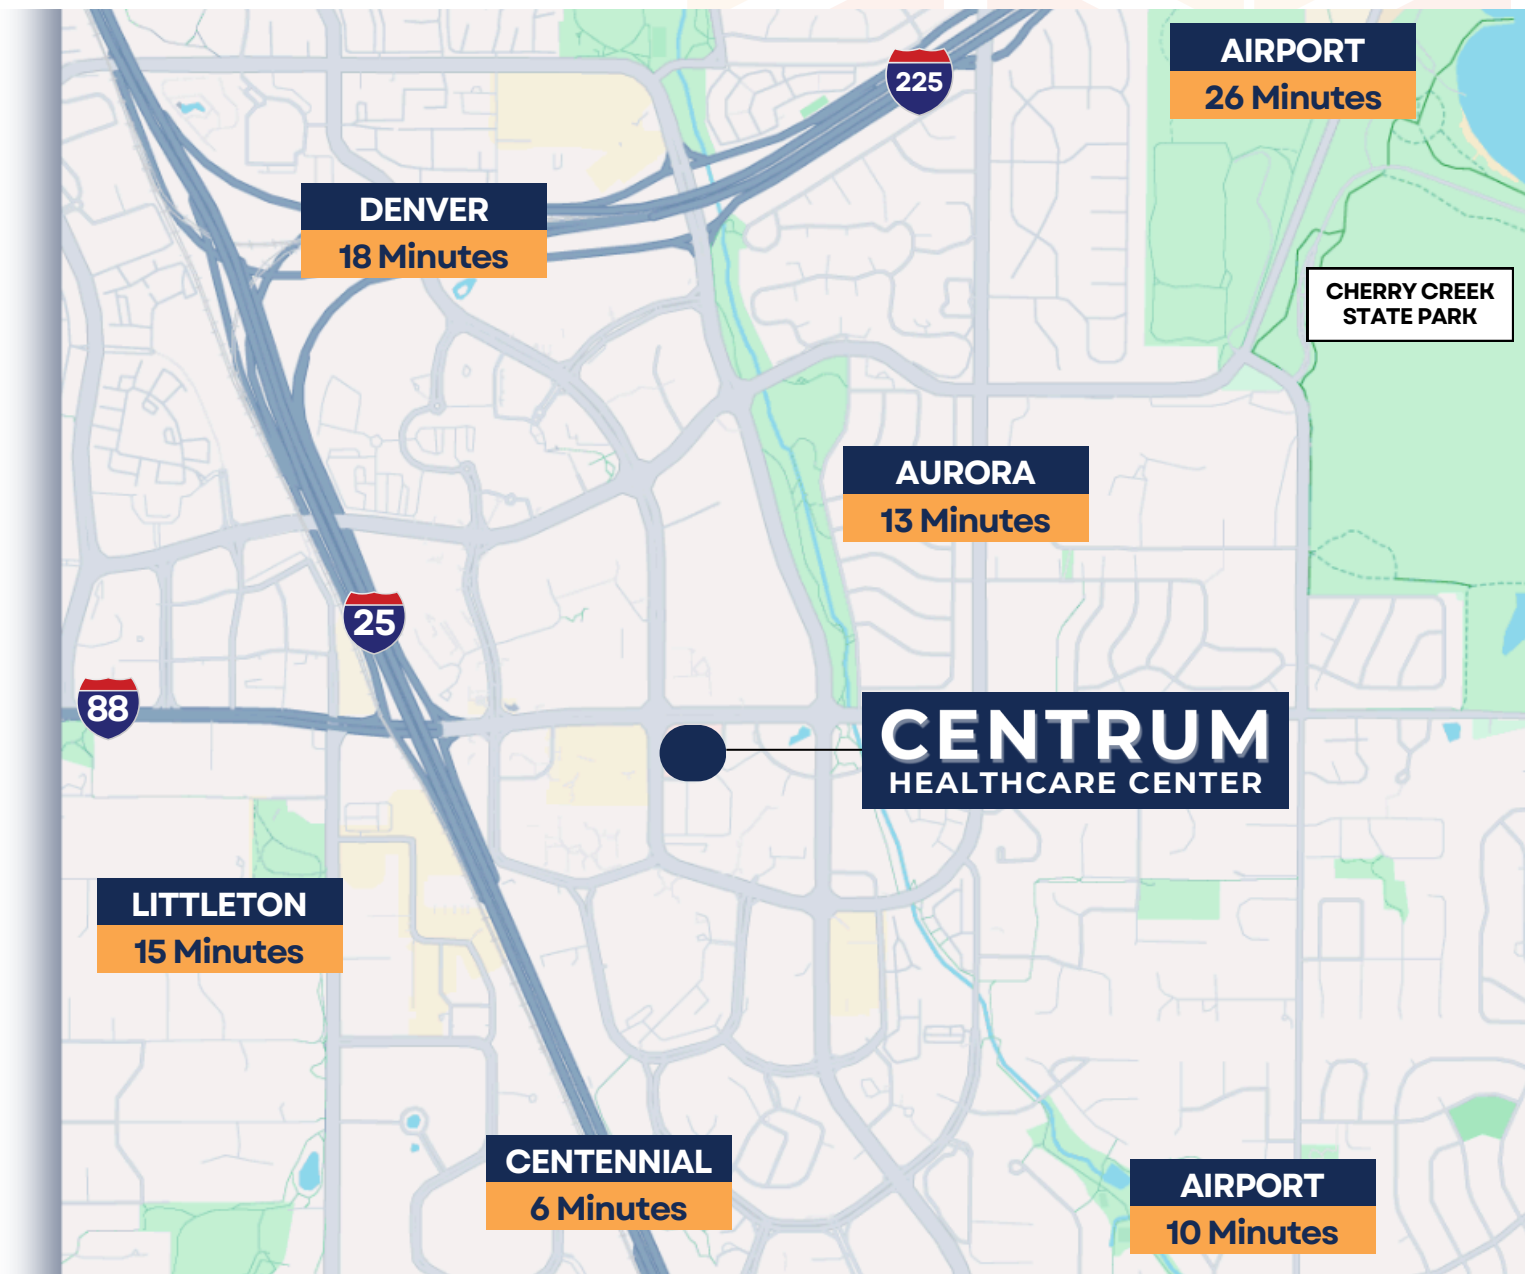 225
AIRPORT
26 Minutes
DENVER
18 Minutes
CHERRY CREEK
STATE PARK
AURORA
13 Minutes
25
88
CENTRUM
HEALTHCARE CENTER
LITTLETON
15 Minutes
CENTENNIAL
6 Minutes
AIRPORT
10 Minutes